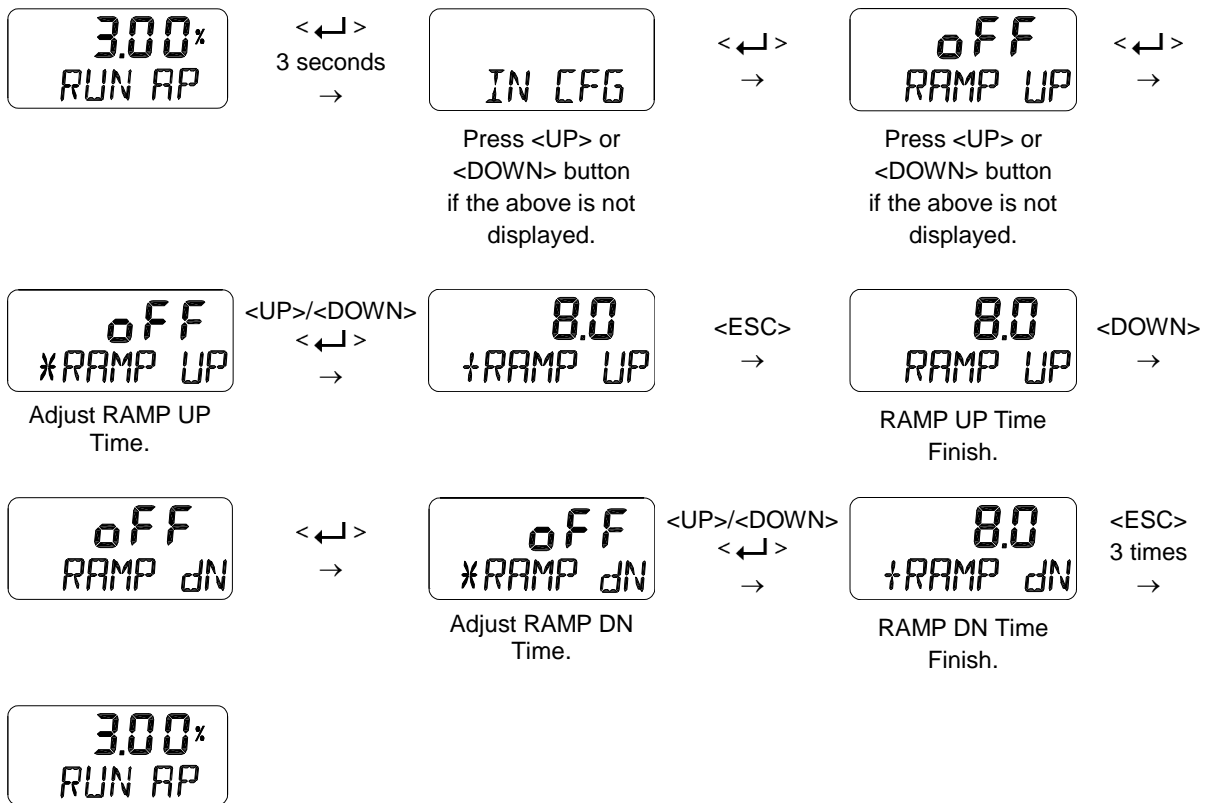 3.00%
RUN AP
< ↵ >
3 seconds
→
IN CFG
Press <UP> or
<DOWN> button
if the above is not
displayed.
< ↵ >
→
oFF
RAMP UP
Press <UP> or
<DOWN> button
if the above is not
displayed.
< ↵ >
→
oFF
*RAMP UP
Adjust RAMP UP
Time.
<UP>/<DOWN>
< ↵ >
→
8.0
+RAMP UP
<ESC>
→
8.0
RAMP UP
RAMP UP Time
Finish.
<DOWN>
→
oFF
RAMP dN
< ↵ >
→
oFF
*RAMP dN
Adjust RAMP DN
Time.
<UP>/<DOWN>
< ↵ >
→
8.0
+RAMP dN
RAMP DN Time
Finish.
<ESC>
3 times
→
3.00%
RUN AP